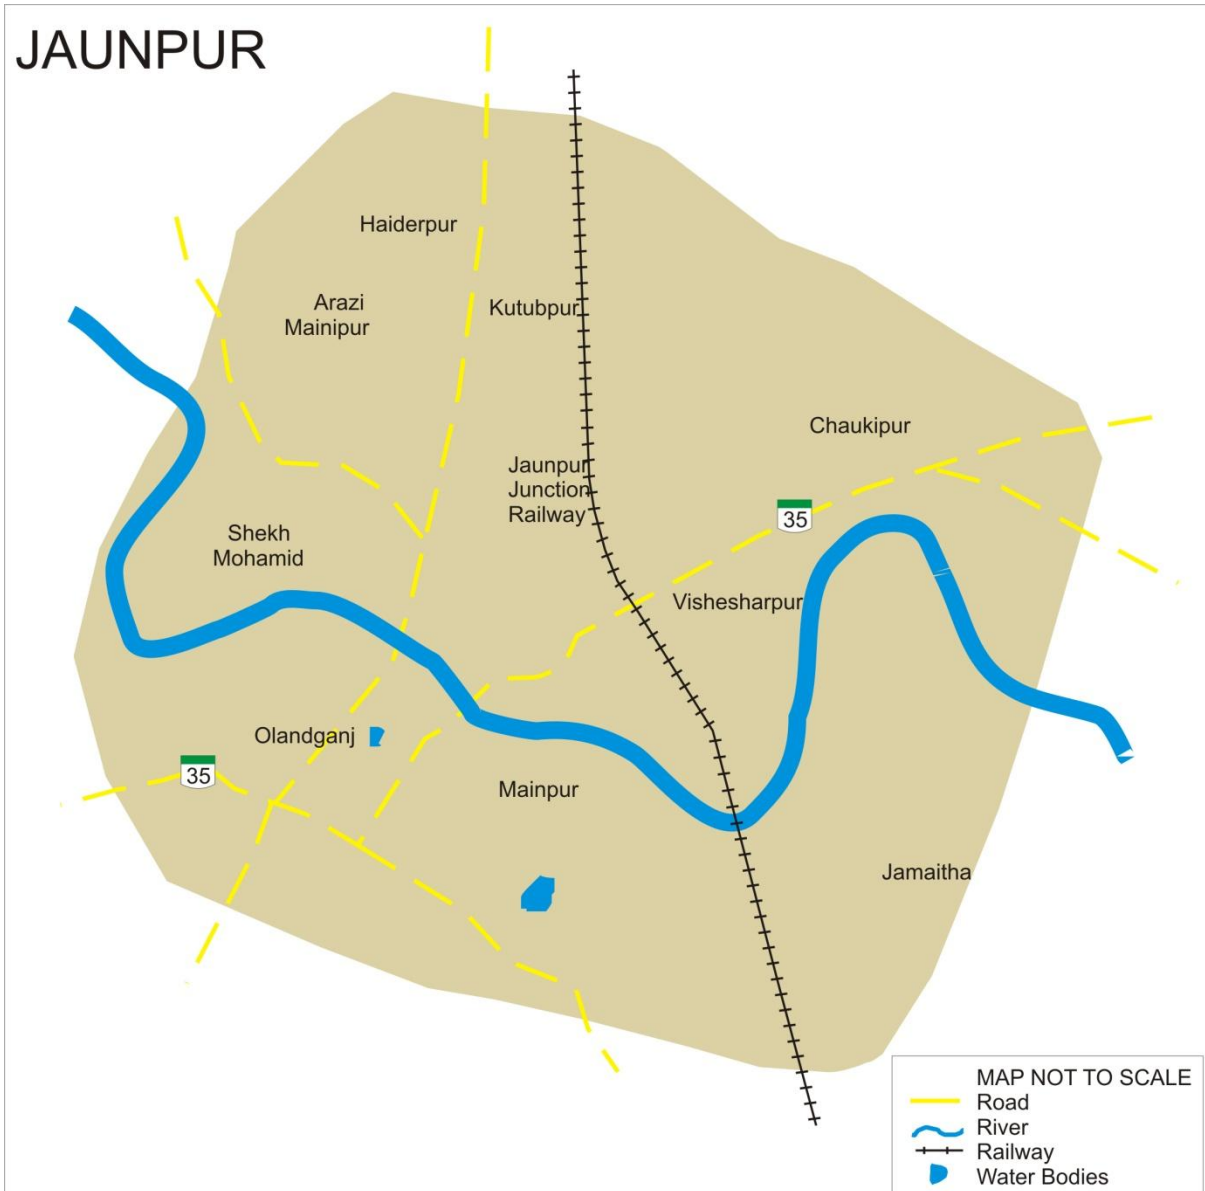 JAUNPUR
Haiderpur
Arazi
Mainipur
Kutubpur
Chaukipur
Jaunpur
Junction
Railway
35
Shekh
Mohamid
Vishesharpur
Olandganj
35
Mainpur
Jamaitha
MAP NOT TO SCALE
Road
River
Railway
Water Bodies